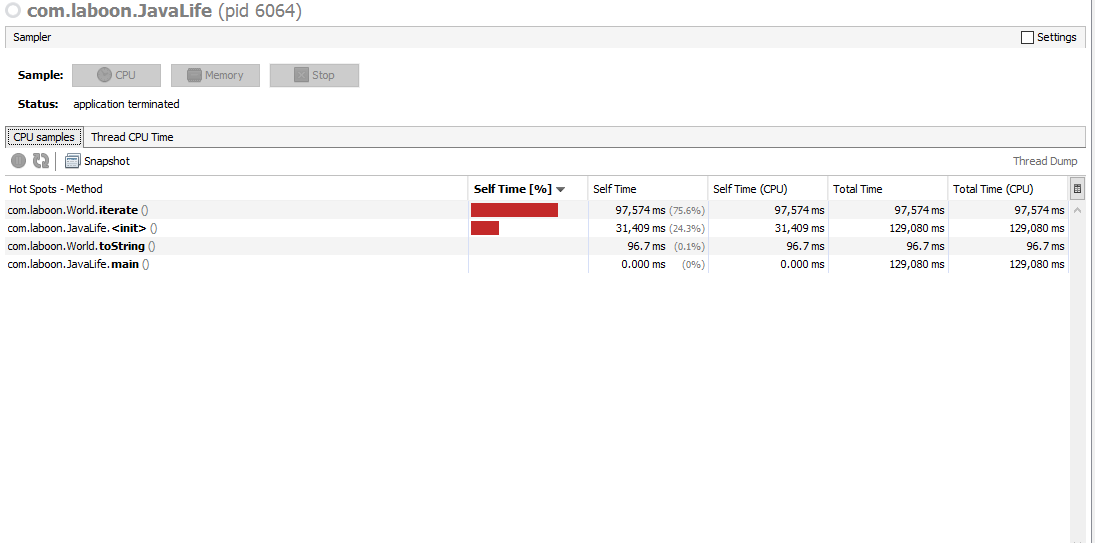 com.laboon.JavaLife (pid 6064)
Sampler Settings
Sample: CPU Memory Stop
Status: application terminated
CPU samples Thread CPU Time
Snapshot Thread Dump
Hot Spots - Method Self Time [%] Self Time Self Time (CPU) Total Time Total Time (CPU)
com.laboon.World.iterate () 97,574 ms (75.6%) 97,574 ms 97,574 ms 97,574 ms
com.laboon.JavaLife.<init> () 31,409 ms (24.3%) 31,409 ms 129,080 ms 129,080 ms
com.laboon.World.toString () 96.7 ms (0.1%) 96.7 ms 96.7 ms 96.7 ms
com.laboon.JavaLife.main () 0.000 ms (0%) 0.000 ms 129,080 ms 129,080 ms